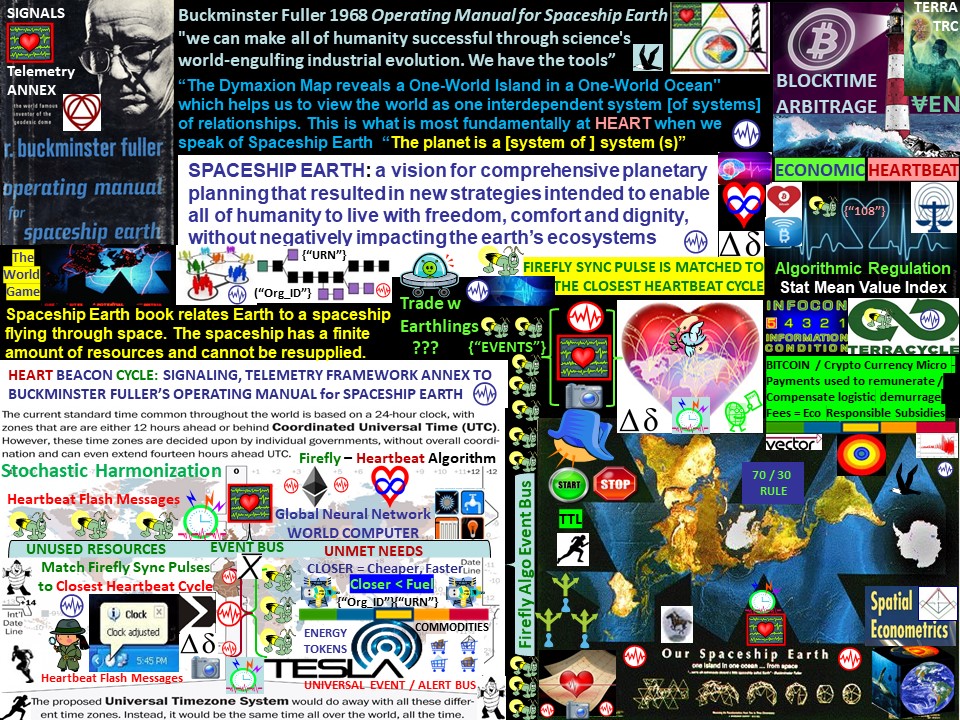 SIGNALS
Telemetry
ANNEX
the world famous
inventor of the
geodesic dome
r. buckminster fuller
operating manual
for
spaceship earth
Buckminster Fuller 1968 Operating Manual for Spaceship Earth
"we can make all of humanity successful through science's
world-engulfing industrial evolution. We have the tools”
“The Dymaxion Map reveals a One-World Island in a One-World Ocean"
which helps us to view the world as one interdependent system [of systems]
of relationships. This is what is most fundamentally at HEART when we
speak of Spaceship Earth “The planet is a [system of ] system (s)”
SPACESHIP EARTH: a vision for comprehensive planetary
planning that resulted in new strategies intended to enable
all of humanity to live with freedom, comfort and dignity,
without negatively impacting the earth’s ecosystems
BLOCKTIME
ARBITRAGE
TERRA
TRC
ECONOMIC HEARTBEAT
{“108”}
Algorithmic Regulation
Stat Mean Value Index
Δ δ
The
World
Game
{“URN”}
(“Org_ID”}
FIREFLY SYNC PULSE IS MATCHED TO
THE CLOSEST HEARTBEAT CYCLE
Trade w
Earthlings
???
{“EVENTS”}
Spaceship Earth book relates Earth to a spaceship
flying through space. The spaceship has a finite
amount of resources and cannot be resupplied.
INFOCON
5 4 3 2 1
INFORMATION
CONDITION
TERRACYCLE
BITCOIN / Crypto Currency Micro –
Payments used to remunerate /
Compensate logistic demurrage
Fees = Eco Responsible Subsidies
HEART BEACON CYCLE: SIGNALING, TELEMETRY FRAMEWORK ANNEX TO
BUCKMINSTER FULLER’S OPERATING MANUAL for SPACESHIP EARTH
The current standard time common throughout the world is based on a 24-hour clock, with
zones that are either 12 hours ahead or behind Coordinated Universal Time (UTC).
However, these time zones are decided upon by individual governments, without overall coordi-
nation and can even extend fourteen hours ahead UTC.
Firefly – Heartbeat Algorithm
Stochastic Harmonization
0
Heartbeat Flash Messages
Global Neural Network
WORLD COMPUTER
Δ δ
vector
70 / 30
RULE
START
STOP
TTL
Firefly Algo Event Bus
UNUSED RESOURCES
EVENT BUS
UNMET NEEDS
Match Firefly Sync Pulses
to Closest Heartbeat Cycle
X
CLOSER = Cheaper, Faster
Date
Line
Closer < Fuel
{“Org_ID”}{“URN”}
COMMODITIES
ENERGY
TOKENS
+14
Int'l
Date
Line
Clock
Clock adjusted
5:45 PM
Δ δ
Heartbeat Flash Messages
TESLA
UNIVERSAL EVENT / ALERT BUS
The proposed Universal Timezone System would do away with all these differ-
ent time zones. Instead, it would be the same time all over the world, all the time.
Spatial
Econometrics
Our Spaceship Earth
one island in one ocean ... from space